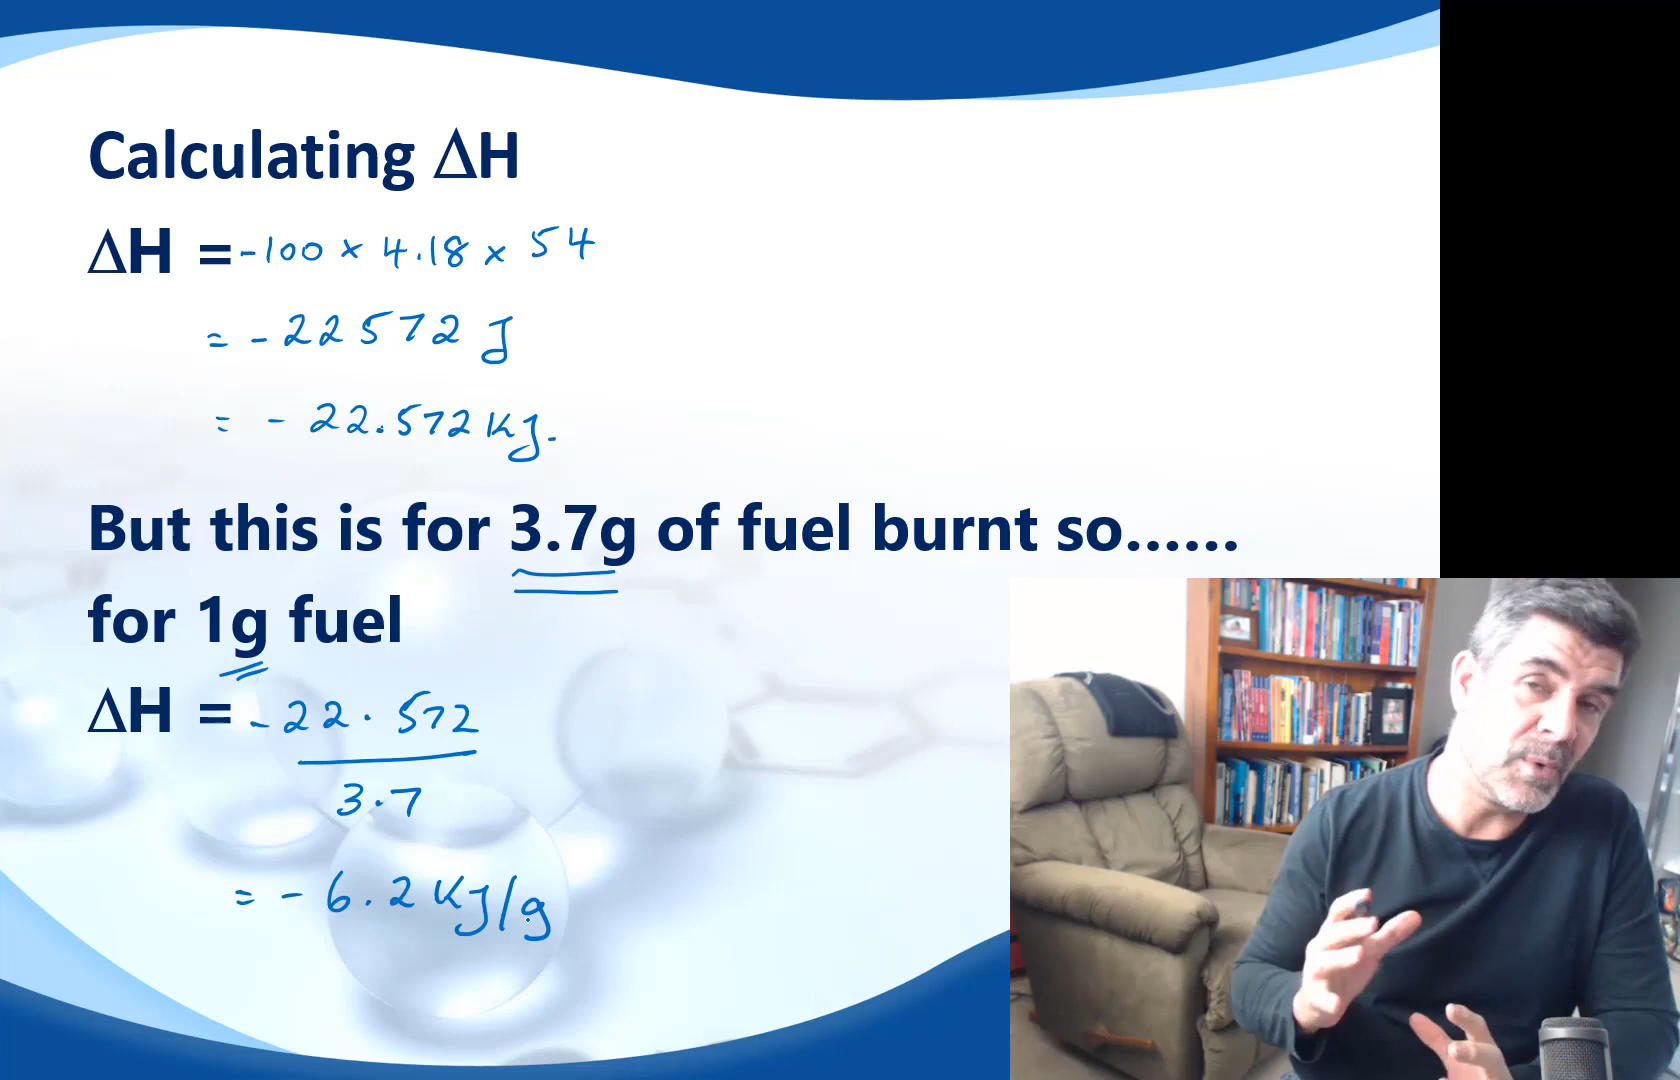 Calculating ΔH
ΔH = -100 × 4.18 × 54
= -22572 J
= -22.572 KJ.
But this is for 3.7g of fuel burnt so......
for 1g fuel
ΔH = -22.572
3.7
= -6.2 KJ/g